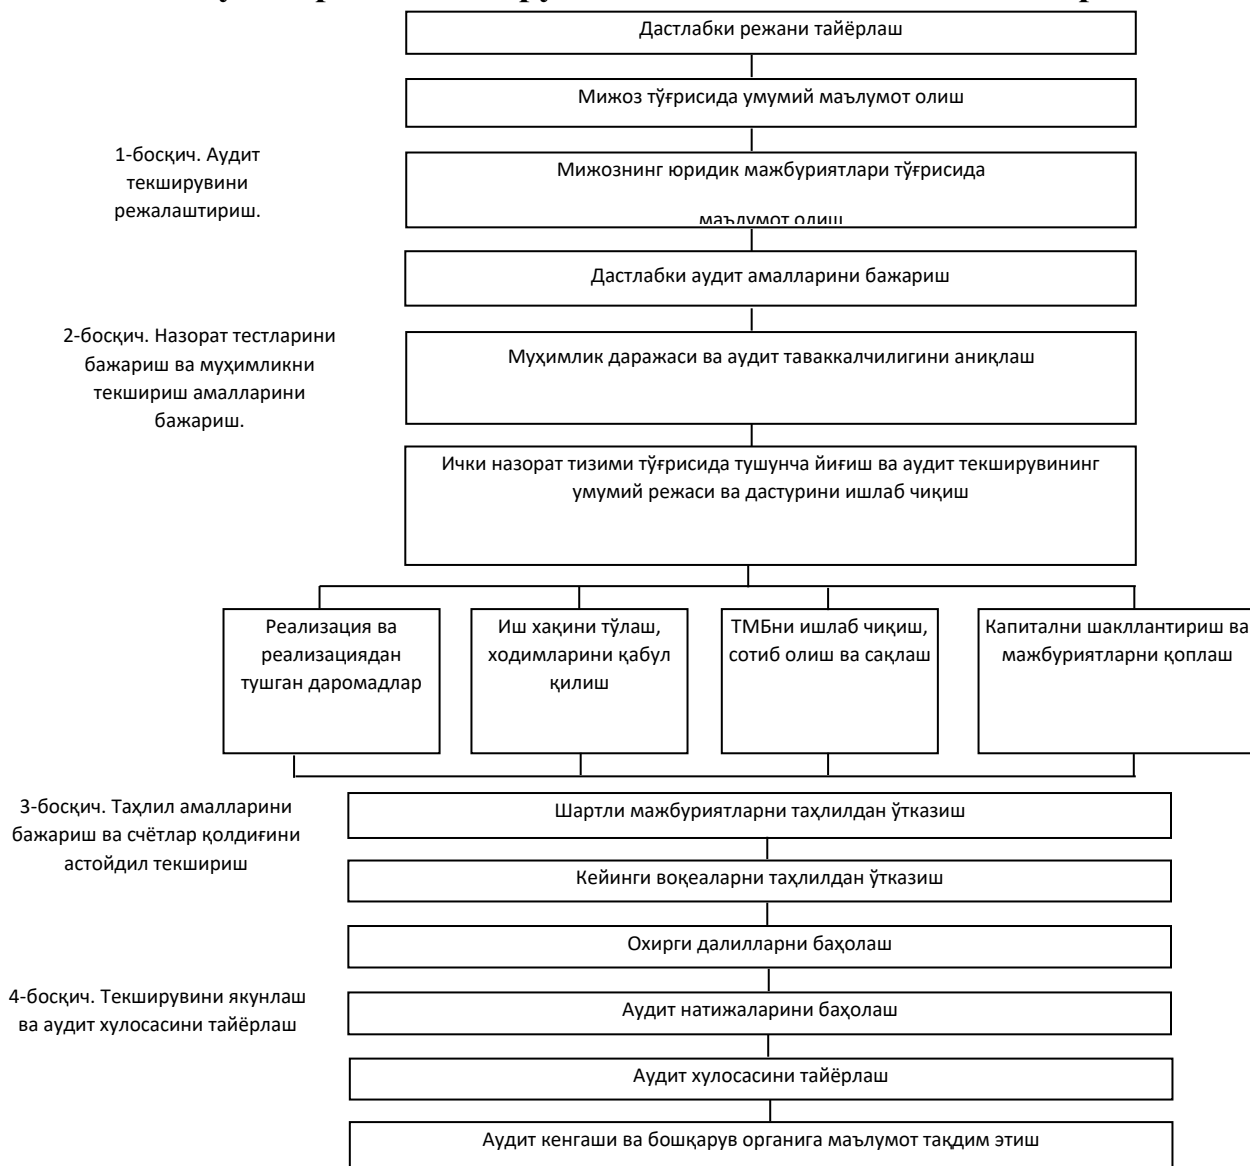 Дастлабки режани тайёрлаш
Мижоз тўғрисида умумий маълумот олиш
1-босқич. Аудит
текширувини
режалаштириш.
Мижознинг юридик мажбуриятлари тўғрисида
маълумот олиш
Дастлабки аудит амалларини бажариш
2-босқич. Назорат тестларини
бажариш ва муҳимликни
текшириш амалларини
бажариш.
Муҳимлик даражаси ва аудит таваккалчилигини аниқлаш
Ички назорат тизими тўғрисида тушунча йиғиш ва аудит текширувининг
умумий режаси ва дастурини ишлаб чиқиш
Реализация ва
реализациядан
тушган даромадлар
Иш ҳақини тўлаш,
ходимларини қабул
қилиш
ТМБни ишлаб чиқиш,
сотиб олиш ва сақлаш
Капитални шакллантириш ва
мажбуриятларни қоплаш
3-босқич. Таҳлил амалларини
бажариш ва счётлар қолдиғини
астойдил текшириш
Шартли мажбуриятларни таҳлилдан ўтказиш
Кейинги воқеаларни таҳлилдан ўтказиш
Охирги далилларни баҳолаш
4-босқич. Текширувини якунлаш
ва аудит хулосасини тайёрлаш
Аудит натижаларини баҳолаш
Аудит хулосасини тайёрлаш
Аудит кенгаши ва бошқарув органига маълумот тақдим этиш